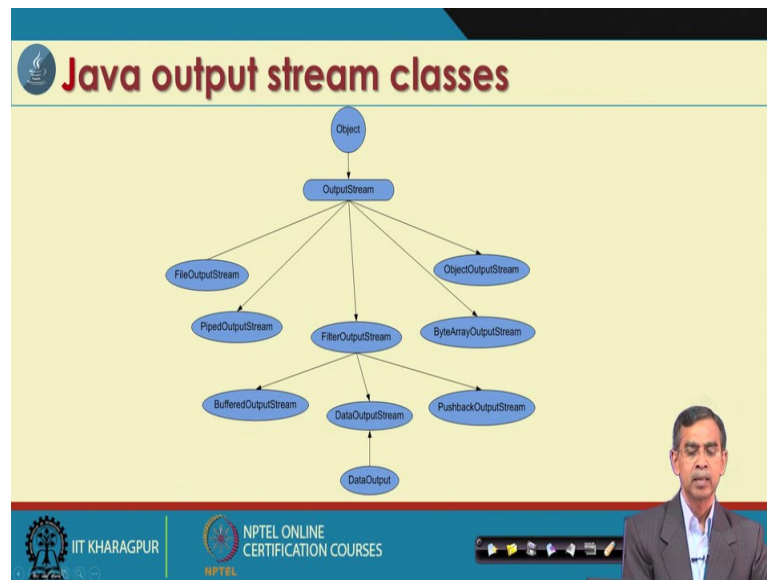 Java output stream classes
Object
OutputStream
FileOutputStream
ObjectOutputStream
PipedOutputStream
FilterOutputStream
ByteArrayOutputStream
BufferedOutputStream
DataOutputStream
PushbackOutputStream
DataOutput
IIT KHARAGPUR
NPTEL
NPTEL ONLINE
CERTIFICATION COURSES